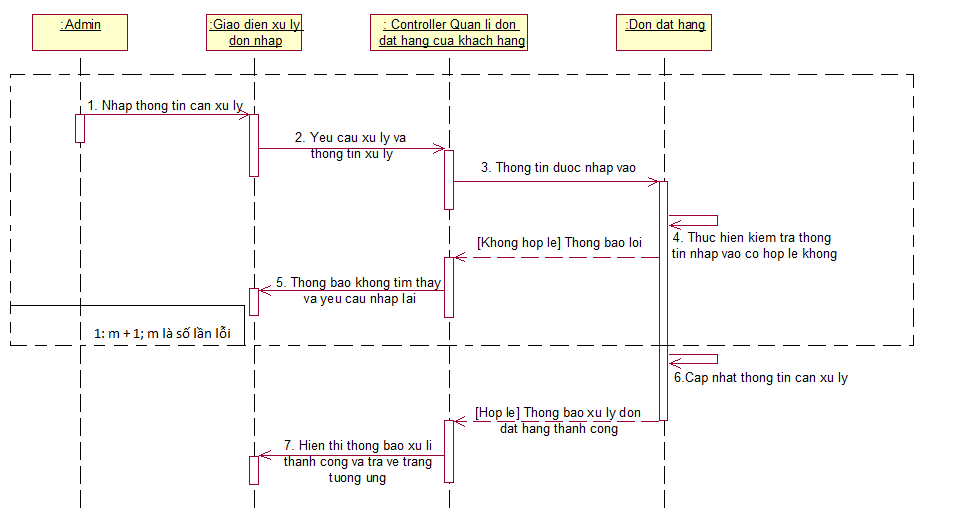 :Admin
:Giao dien xu ly
don nhap
: Controller Quan li don
dat hang cua khach hang
:Don dat hang
1. Nhap thong tin can xu ly
2. Yeu cau xu ly va
thong tin xu ly
3. Thong tin duoc nhap vao
4. Thuc hien kiem tra thong
tin nhap vao co hop le khong
[Khong hop le] Thong bao loi
5. Thong bao khong tim thay
va yeu cau nhap lai
1: m + 1; m là số lần lỗi
6.Cap nhat thong tin can xu ly
[Hop le] Thong bao xu ly don
dat hang thanh cong
7. Hien thi thong bao xu li
thanh cong va tra ve trang
tuong ung